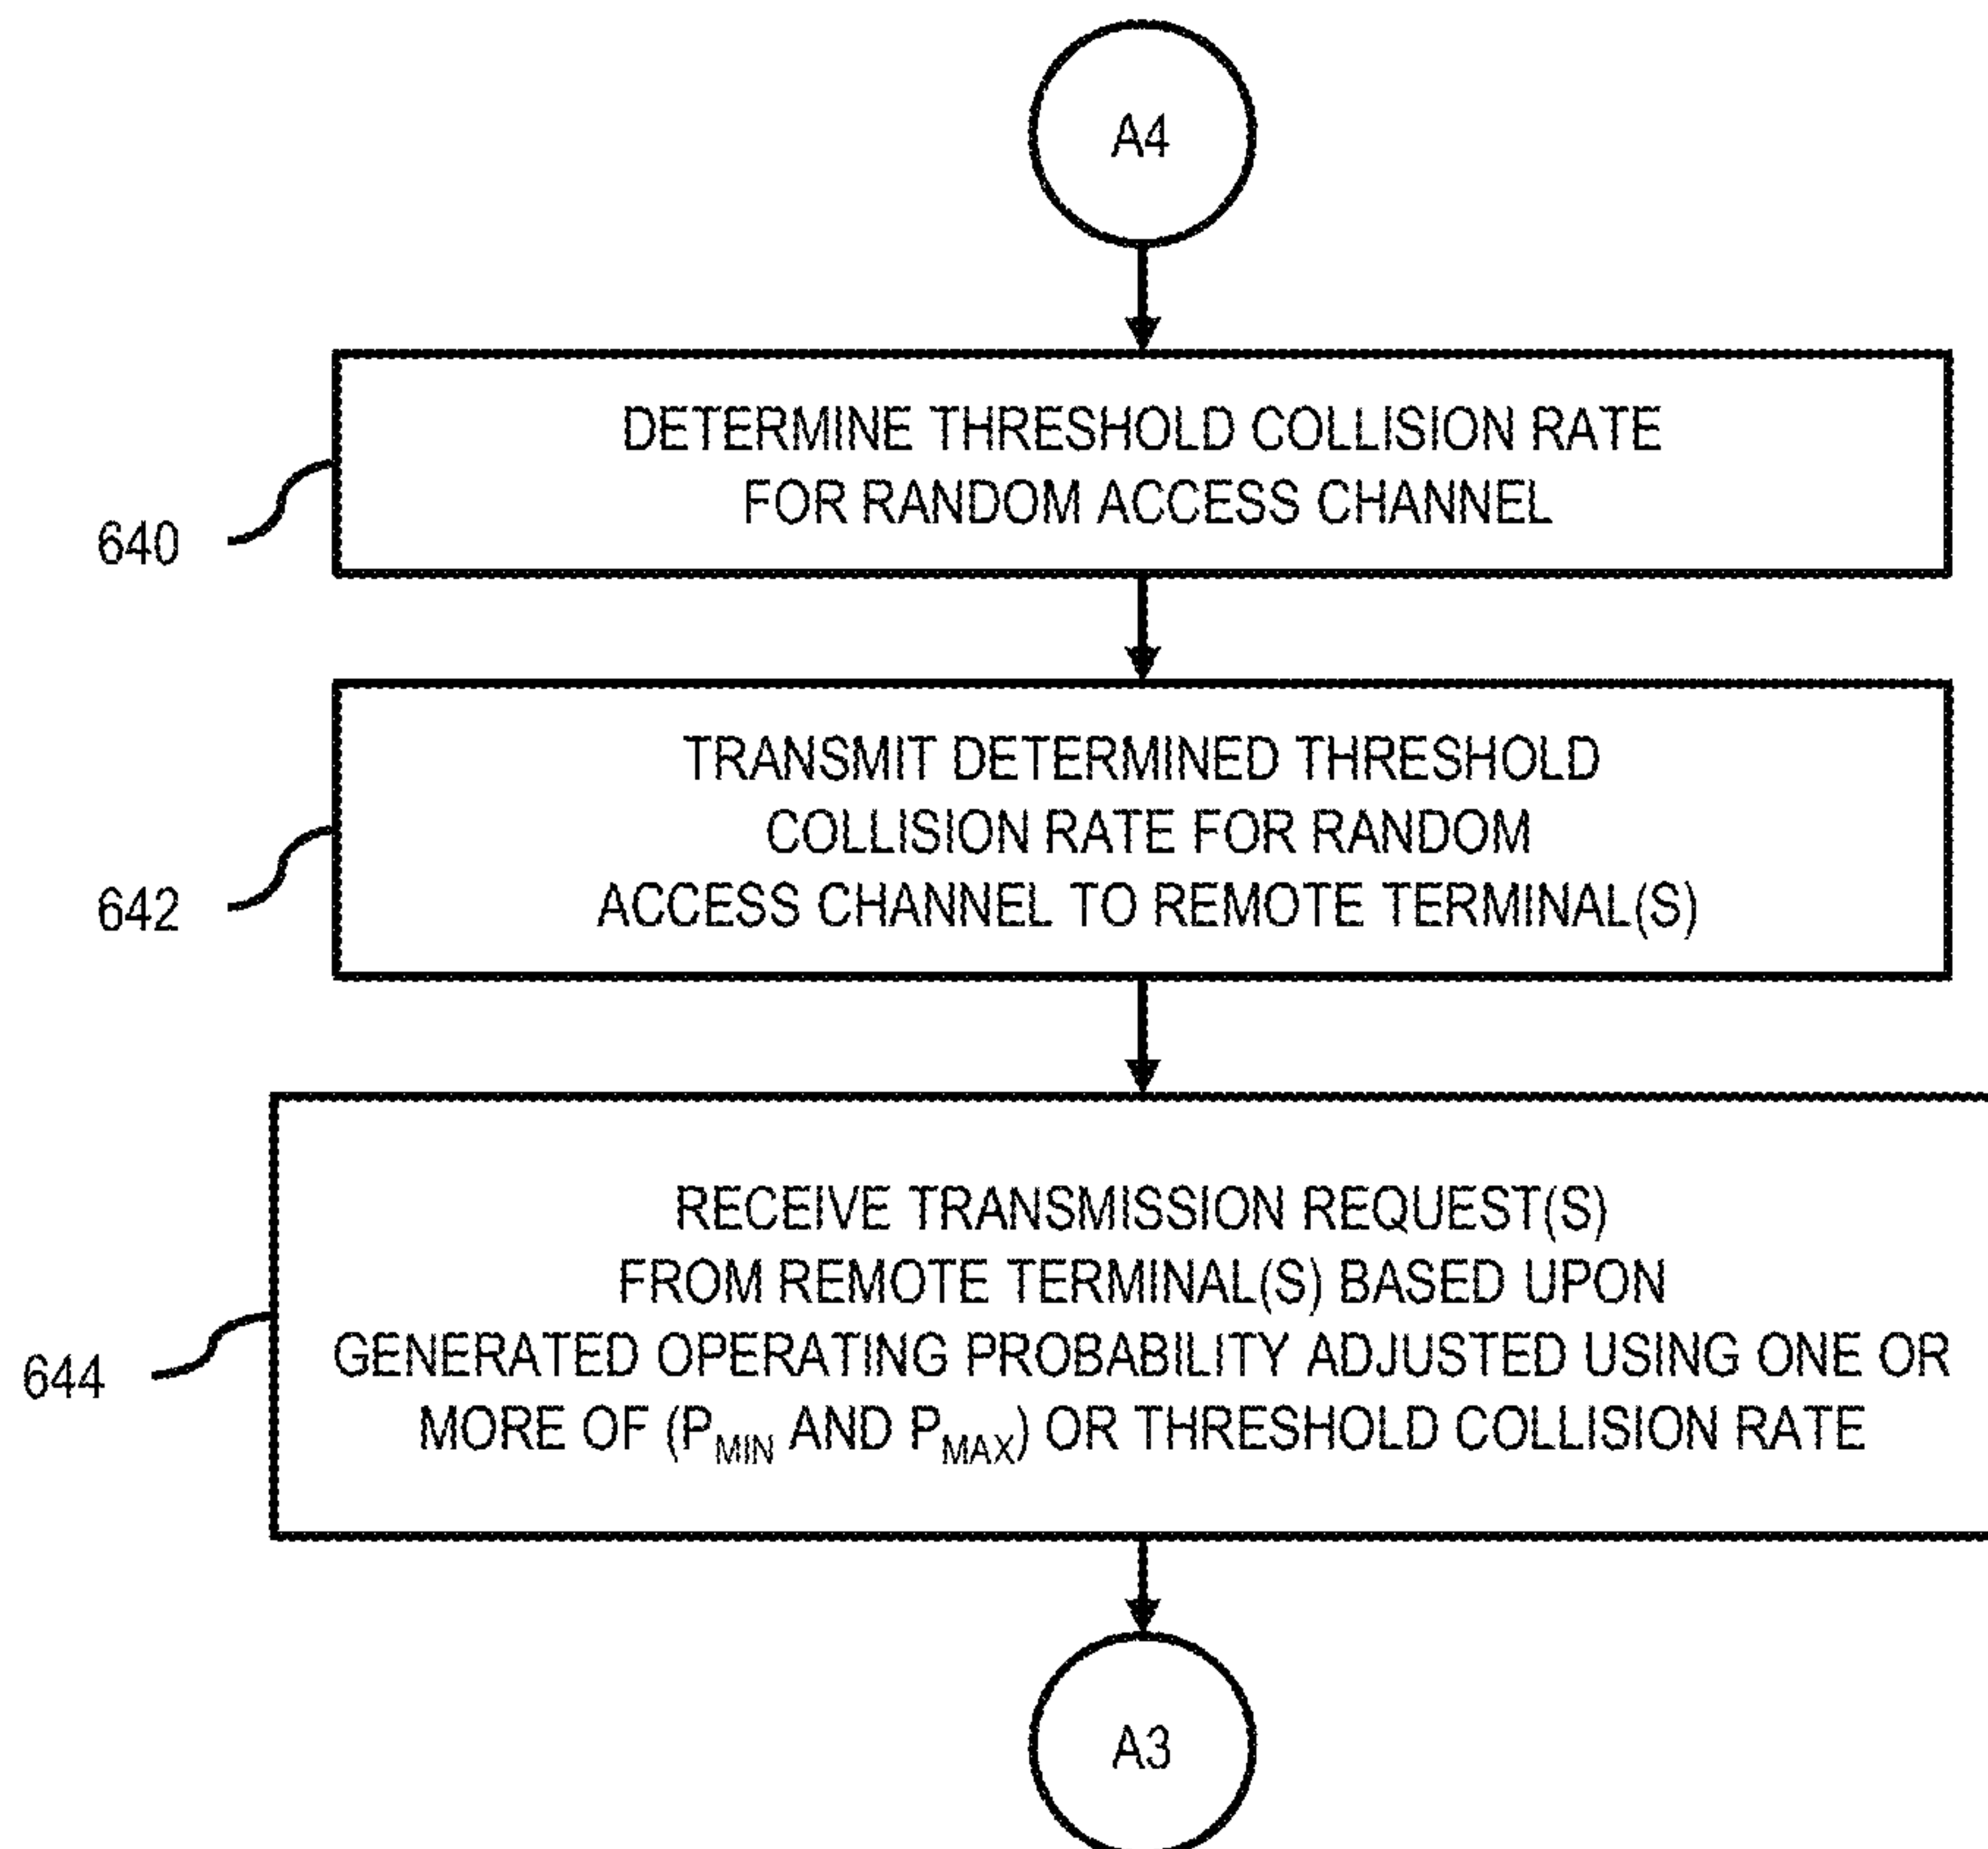 A4
DETERMINE THRESHOLD COLLISION RATE
FOR RANDOM ACCESS CHANNEL
640
TRANSMIT DETERMINED THRESHOLD
COLLISION RATE FOR RANDOM
ACCESS CHANNEL TO REMOTE TERMINAL(S)
642
RECEIVE TRANSMISSION REQUEST(S)
FROM REMOTE TERMINAL(S) BASED UPON
GENERATED OPERATING PROBABILITY ADJUSTED USING ONE OR
MORE OF (PMIN AND PMAX) OR THRESHOLD COLLISION RATE
644
A3